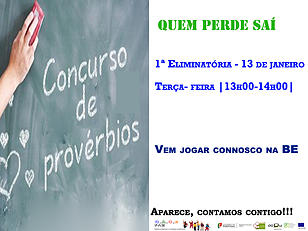 Concurso
de
provérbios
QUEM PERDE SAÍ
1ª ELIMINATÓRIA - 13 DE JANEIRO
TERÇA- FEIRA |13H00-14H00|
VEM JOGAR CONNOSCO NA BE
APARECE, CONTAMOS CONTIGO!!!